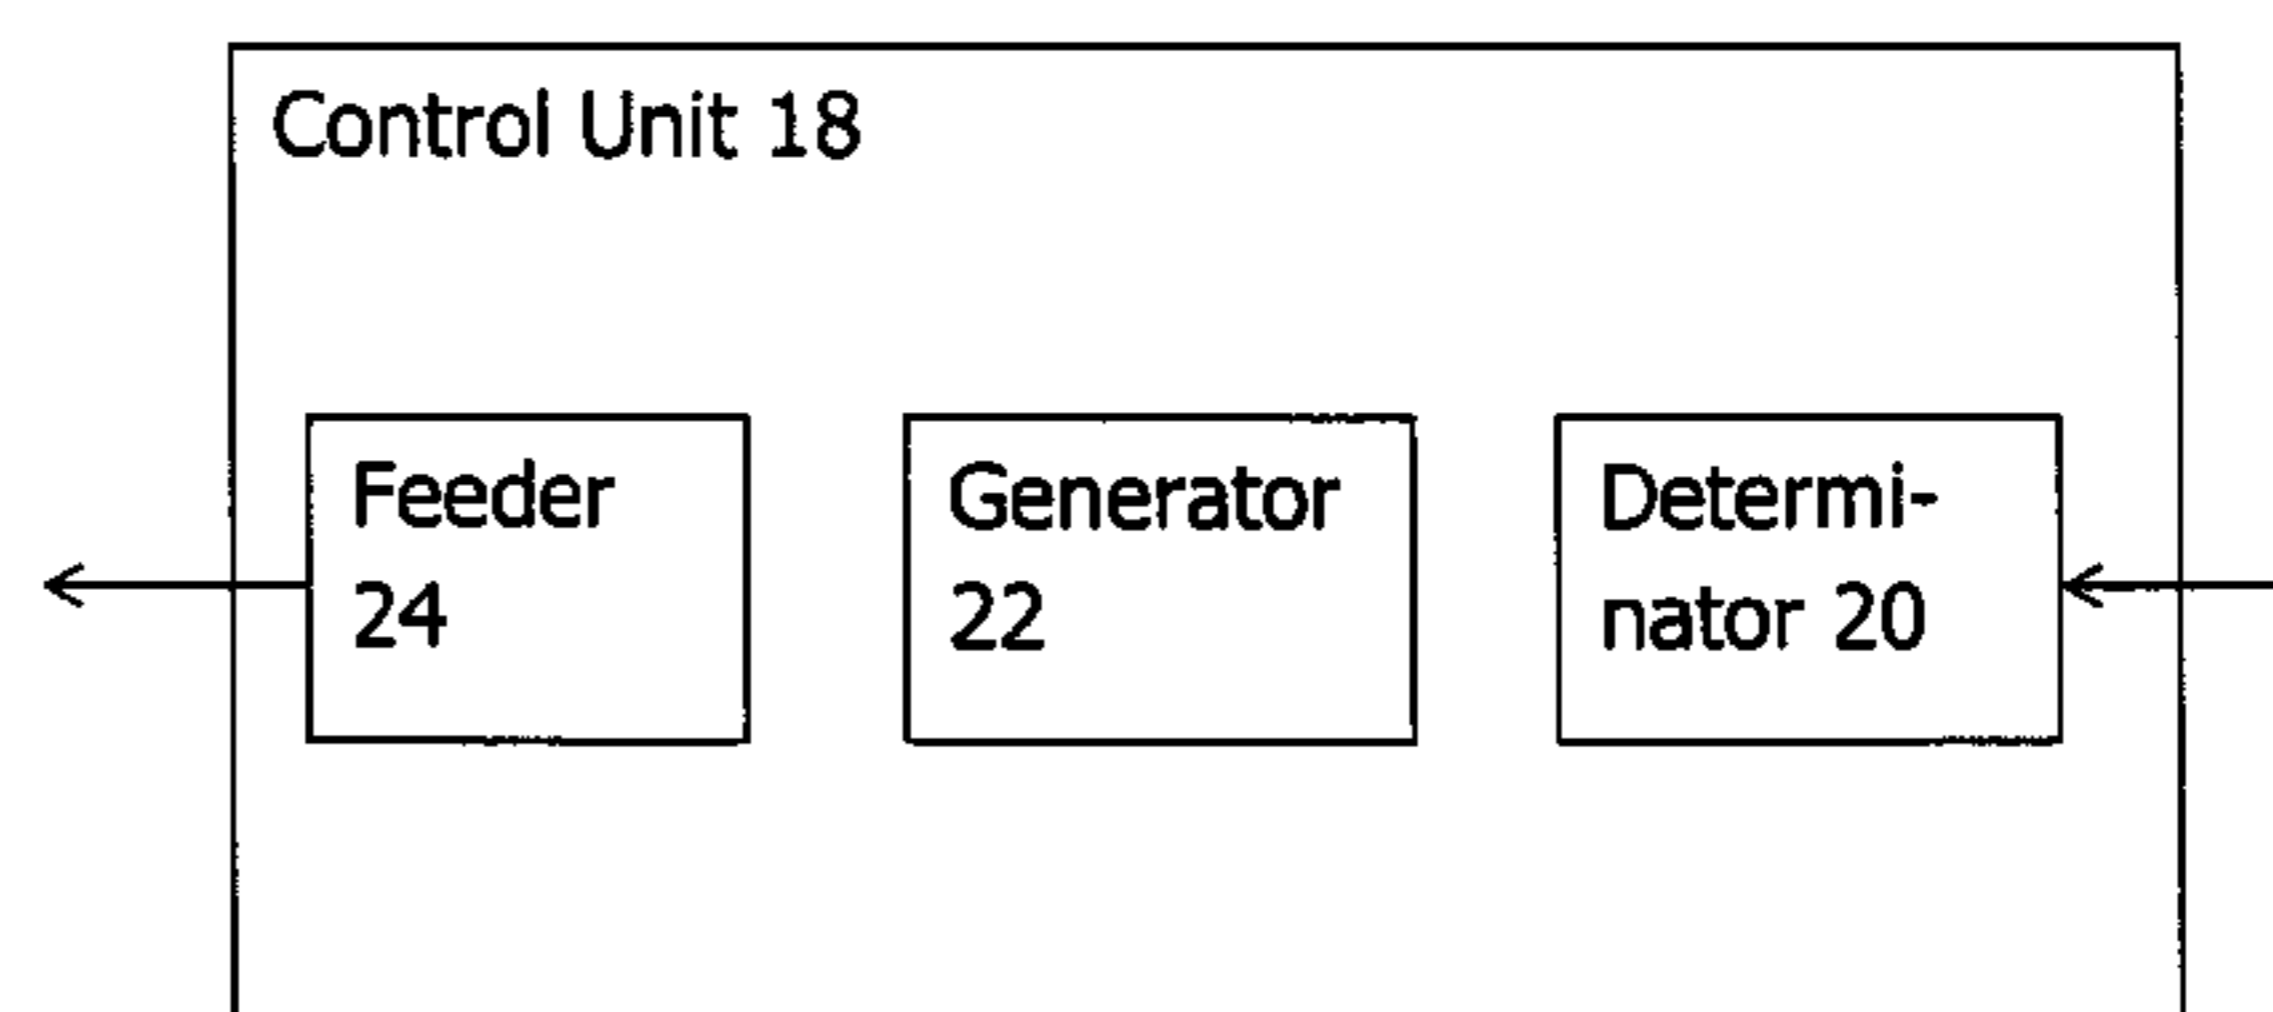 Control Unit 18
Feeder
24
Generator
22
Determi-
nator 20